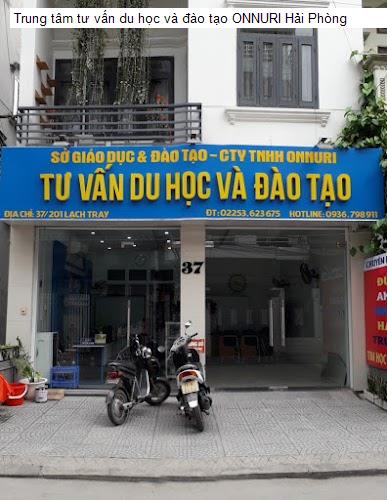 Trung tâm tư vấn du học và đào tạo ONNURI Hải Phòng
SỞ GIÁO DỤC & ĐÀO TẠO - CTY TNHH ONNURI
TƯ VẤN DU HỌC VÀ ĐÀO TẠO
ĐỊA CHỈ: 37/201 LẠCH TRAY ĐT: 02253.623675 HOTLINE: 0936.798911
37
CHUYÊN